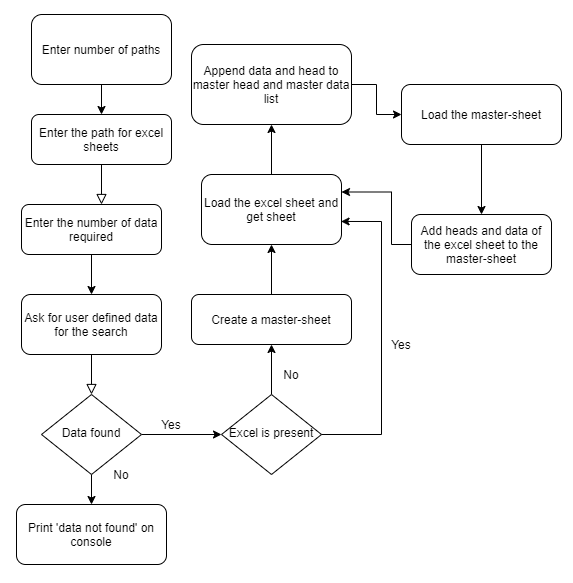 Enter number of paths
Enter the path for excel
sheets
Enter the number of data
required
Ask for user defined data
for the search
Data found
Yes
No
Print 'data not found' on
console
Excel is present
No
Yes
Create a master-sheet
Load the excel sheet and
get sheet
Append data and head to
master head and master data
list
Load the master-sheet
Add heads and data of
the excel sheet to the
master-sheet